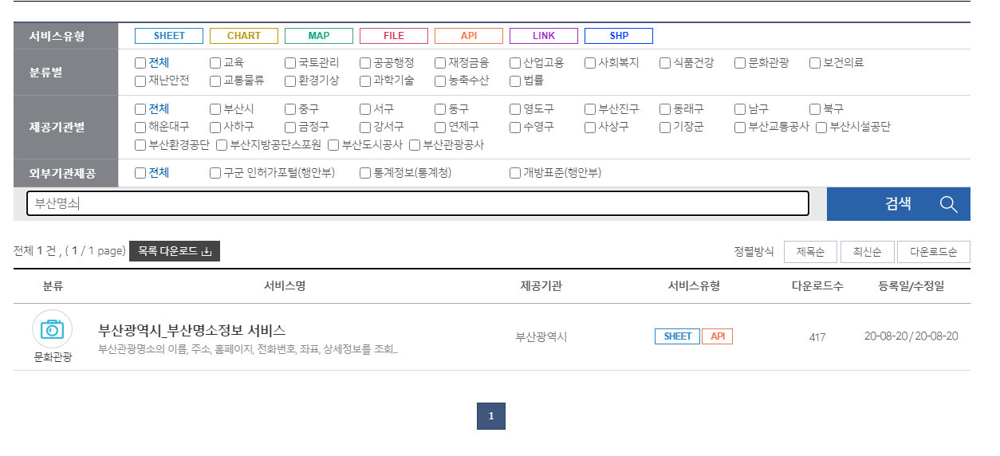 서비스유형 SHEET CHART MAP FILE API LINK SHP
분류별
전체 교육 국토관리 공공행정 재정금융 산업고용 사회복지 식품건강 문화관광 보건의료
재난안전 교통물류 환경기상 과학기술 농축수산 법률
제공기관별
전체 부산시 중구 서구 동구 영도구 부산진구 동래구 남구 북구
해운대구 사하구 금정구 강서구 연제구 수영구 사상구 기장군 부산교통공사 부산시설공단
부산환경공단 부산지방공단스포원 부산도시공사 부산관광공사
외부기관제공 전체 구군 인허가포털(행안부) 통계정보(통계청) 개방표준(행안부)
부산명소 검색
전체 1 건 , ( 1 / 1 page) 목록 다운로드 정렬방식 제목순 최신순 다운로드순
분류 서비스명 제공기관 서비스유형 다운로드수 등록일/수정일
부산광역시_부산명소정보 서비스
부산관광명소의 이름, 주소, 홈페이지, 전화번호, 좌표, 상세정보를 조회...
문화관광
부산광역시 SHEET API 417 20-08-20 / 20-08-20
1